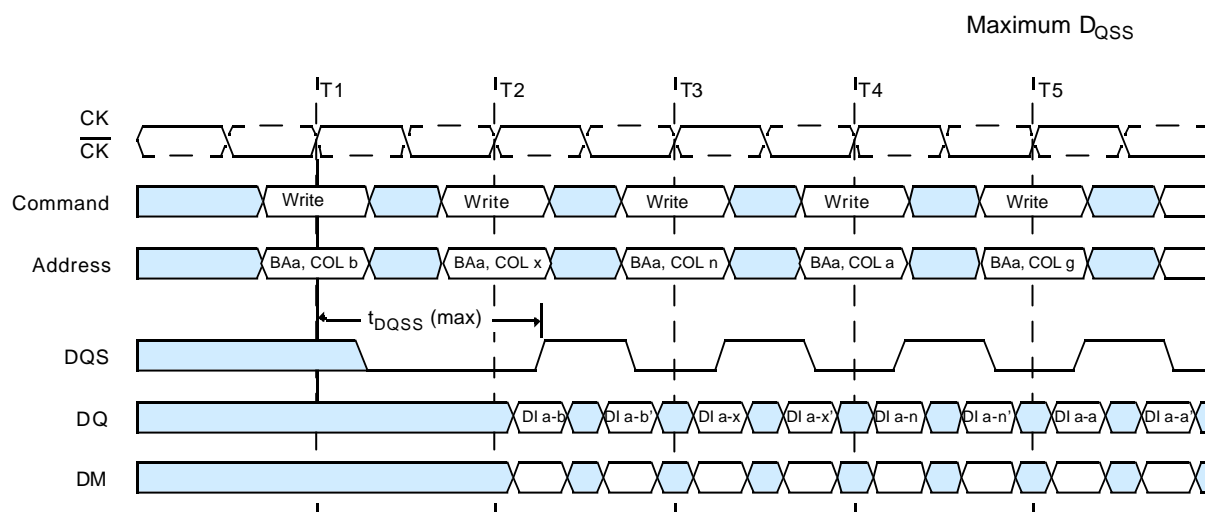 Maximum DQSS
T1 T2 T3 T4 T5
CK
CK
Command Write Write Write Write Write
Address BAa, COL b BAa, COL x BAa, COL n BAa, COL a BAa, COL g
tDQSS (max)
DQS
DQ DI a-b DI a-b’ DI a-x DI a-x’ DI a-n DI a-n’ DI a-a DI a-a’
DM